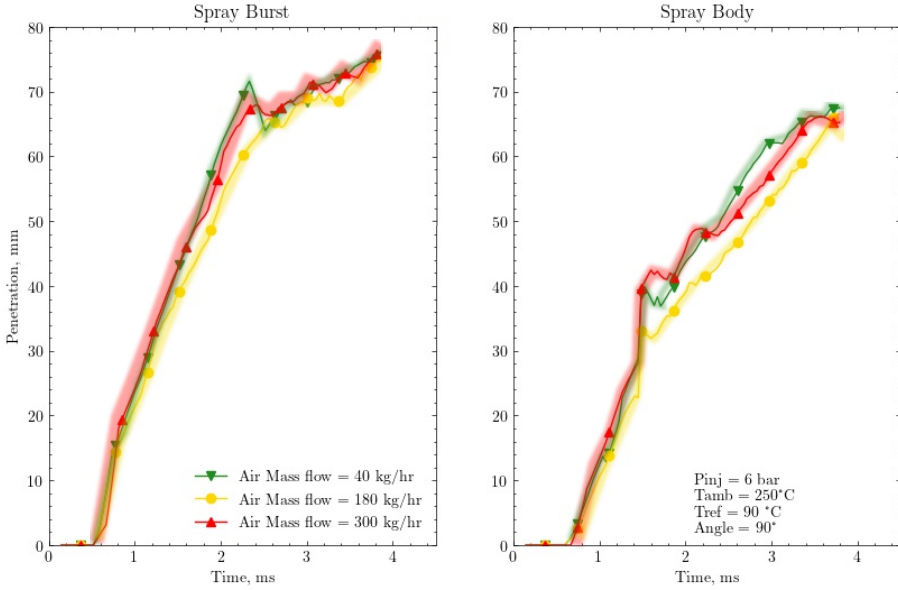 Spray Burst
Spray Body
80
70
60
50
40
30
20
10
0
Penetration, mm
0
1
2
3
4
Time, ms
Air Mass flow = 40 kg/hr
Air Mass flow = 180 kg/hr
Air Mass flow = 300 kg/hr
80
70
60
50
40
30
20
10
0
0
1
2
3
4
Time, ms
Pinj = 6 bar
Tamb = 250°C
Tref = 90 °C
Angle = 90°